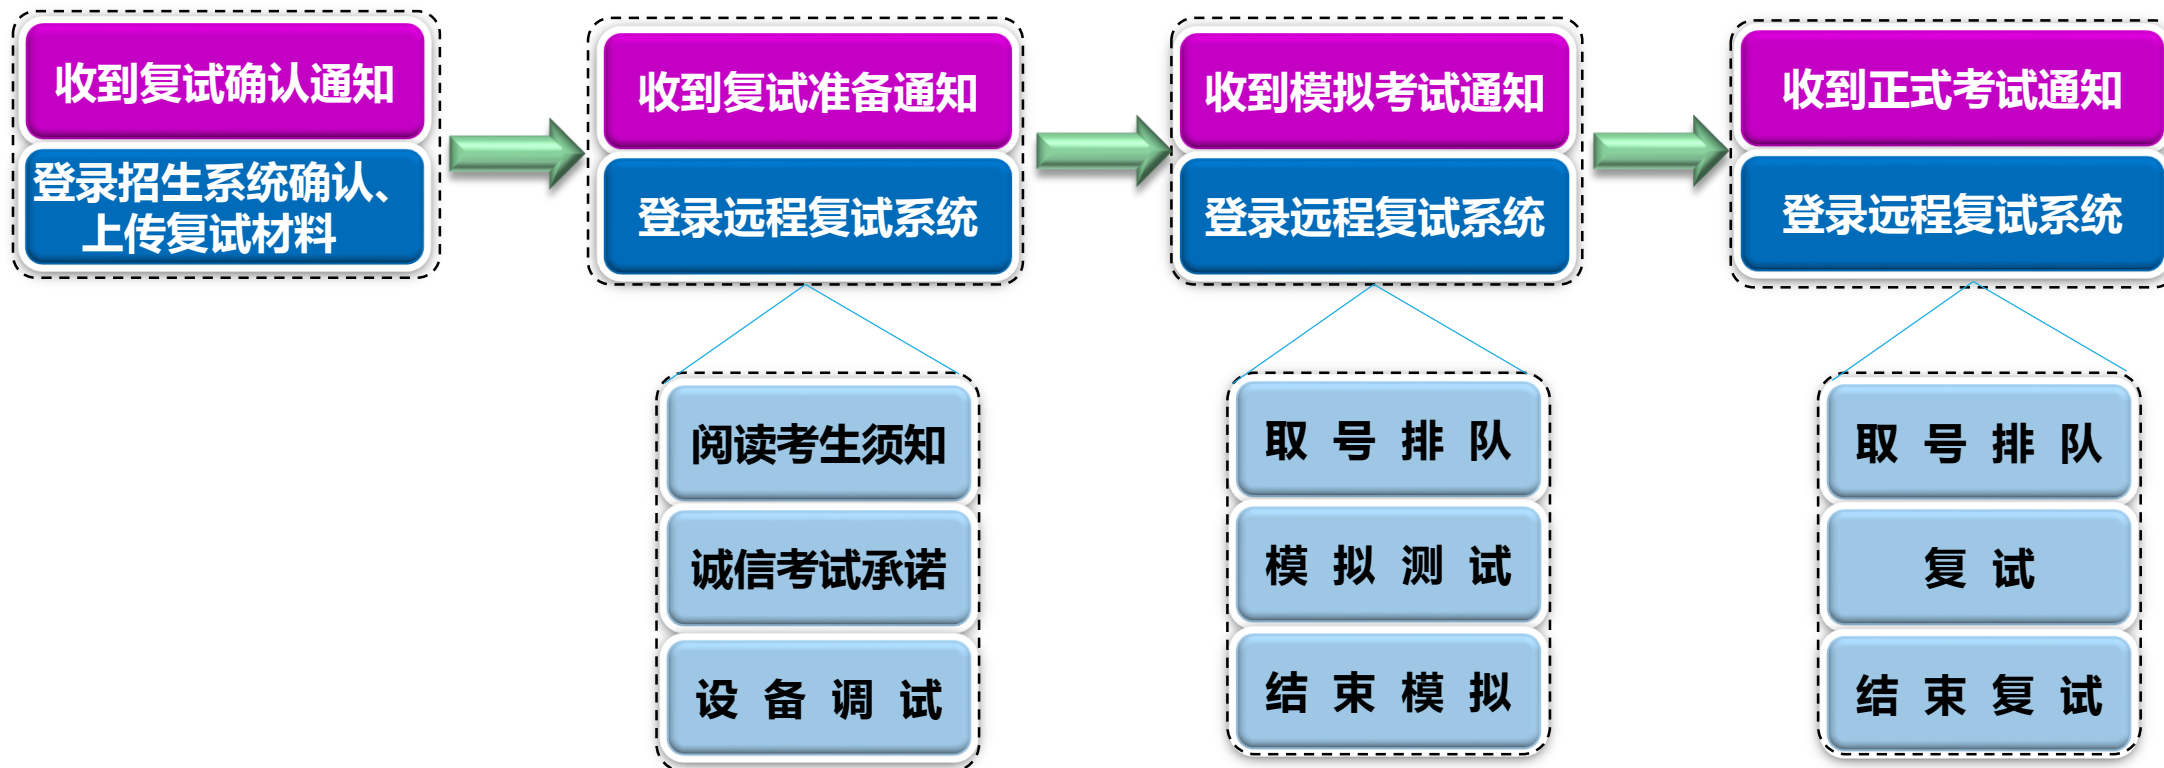 收到复试确认通知
登录招生系统确认、
上传复试材料
收到复试准备通知
登录远程复试系统
阅读考生须知
诚信考试承诺
设备调试
收到模拟考试通知
登录远程复试系统
取号排队
模拟测试
结束模拟
收到正式考试通知
登录远程复试系统
取号排队
复试
结束复试